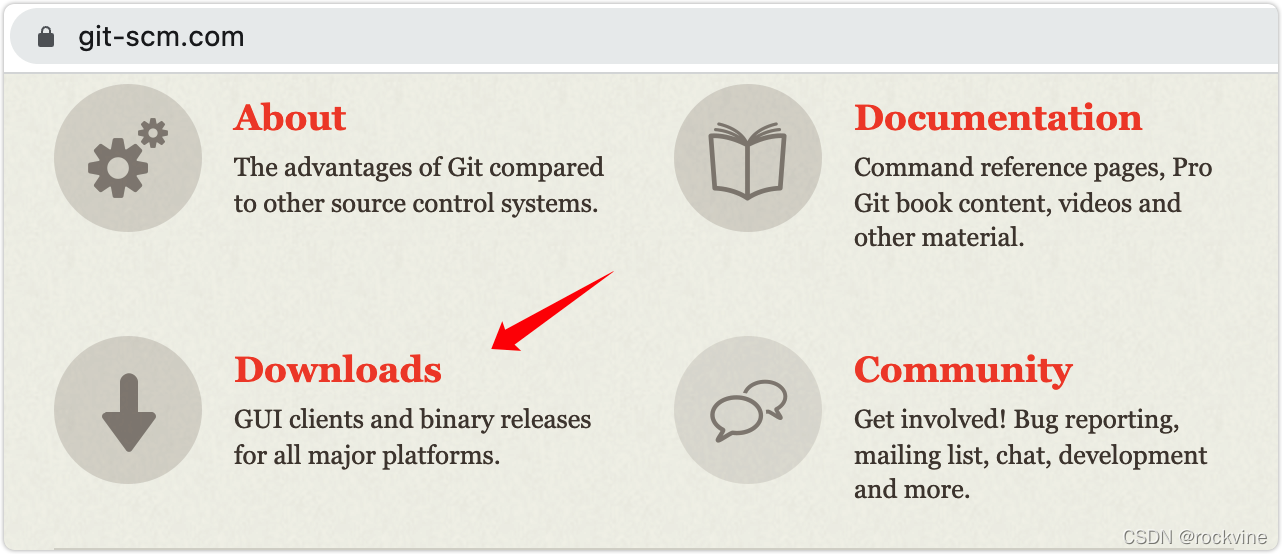 git-scm.com
About
The advantages of Git compared
to other source control systems.
Documentation
Command reference pages, Pro
Git book content, videos and
other material.
Downloads
GUI clients and binary releases
for all major platforms.
Community
Get involved! Bug reporting,
mailing list, chat, development
and more.
CSDN @rockvine